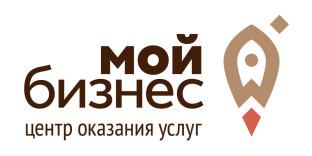 мой
бизнес
центр оказания услуг